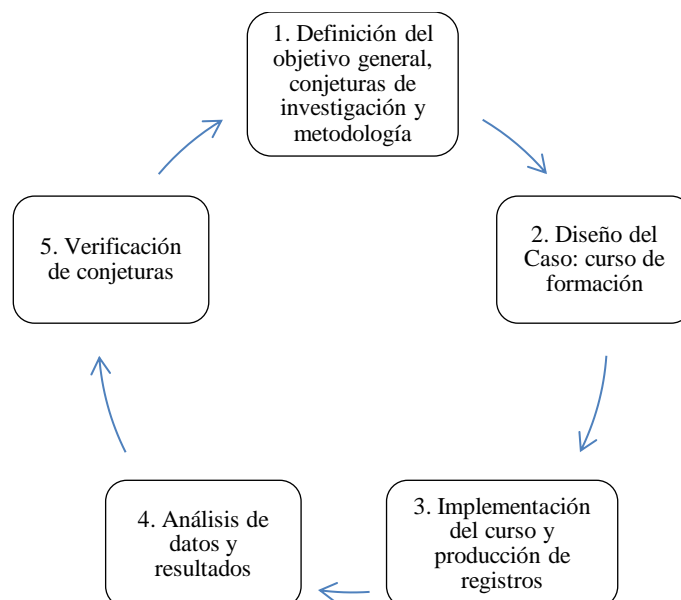 1. Definición del
objetivo general,
conjeturas de
investigación y
metodología
2. Diseño del
Caso: curso de
formación
3. Implementación
del curso y
producción de
registros
4. Análisis de
datos y
resultados
5. Verificación
de conjeturas